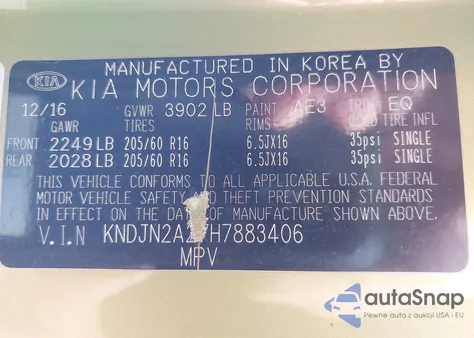 KIA
MANUFACTURED IN KOREA BY
KIA MOTORS CORPORATION
12/16 GVWR 3902 LB PAINT AE3 TRIM EQ
GAWR TIRES RIMS COLD TIRE INFL
FRONT 2249 LB 205/60 R16 6.5JX16 35psi SINGLE
REAR 2028 LB 205/60 R16 6.5JX16 35psi SINGLE
THIS VEHICLE CONFORMS TO ALL APPLICABLE U.S.A. FEDERAL
MOTOR VEHICLE SAFETY AND THEFT PREVENTION STANDARDS
IN EFFECT ON THE DATE OF MANUFACTURE SHOWN ABOVE.
V.I.N
MPV
autaSnap
Pewne auta z aukcji USA i EU